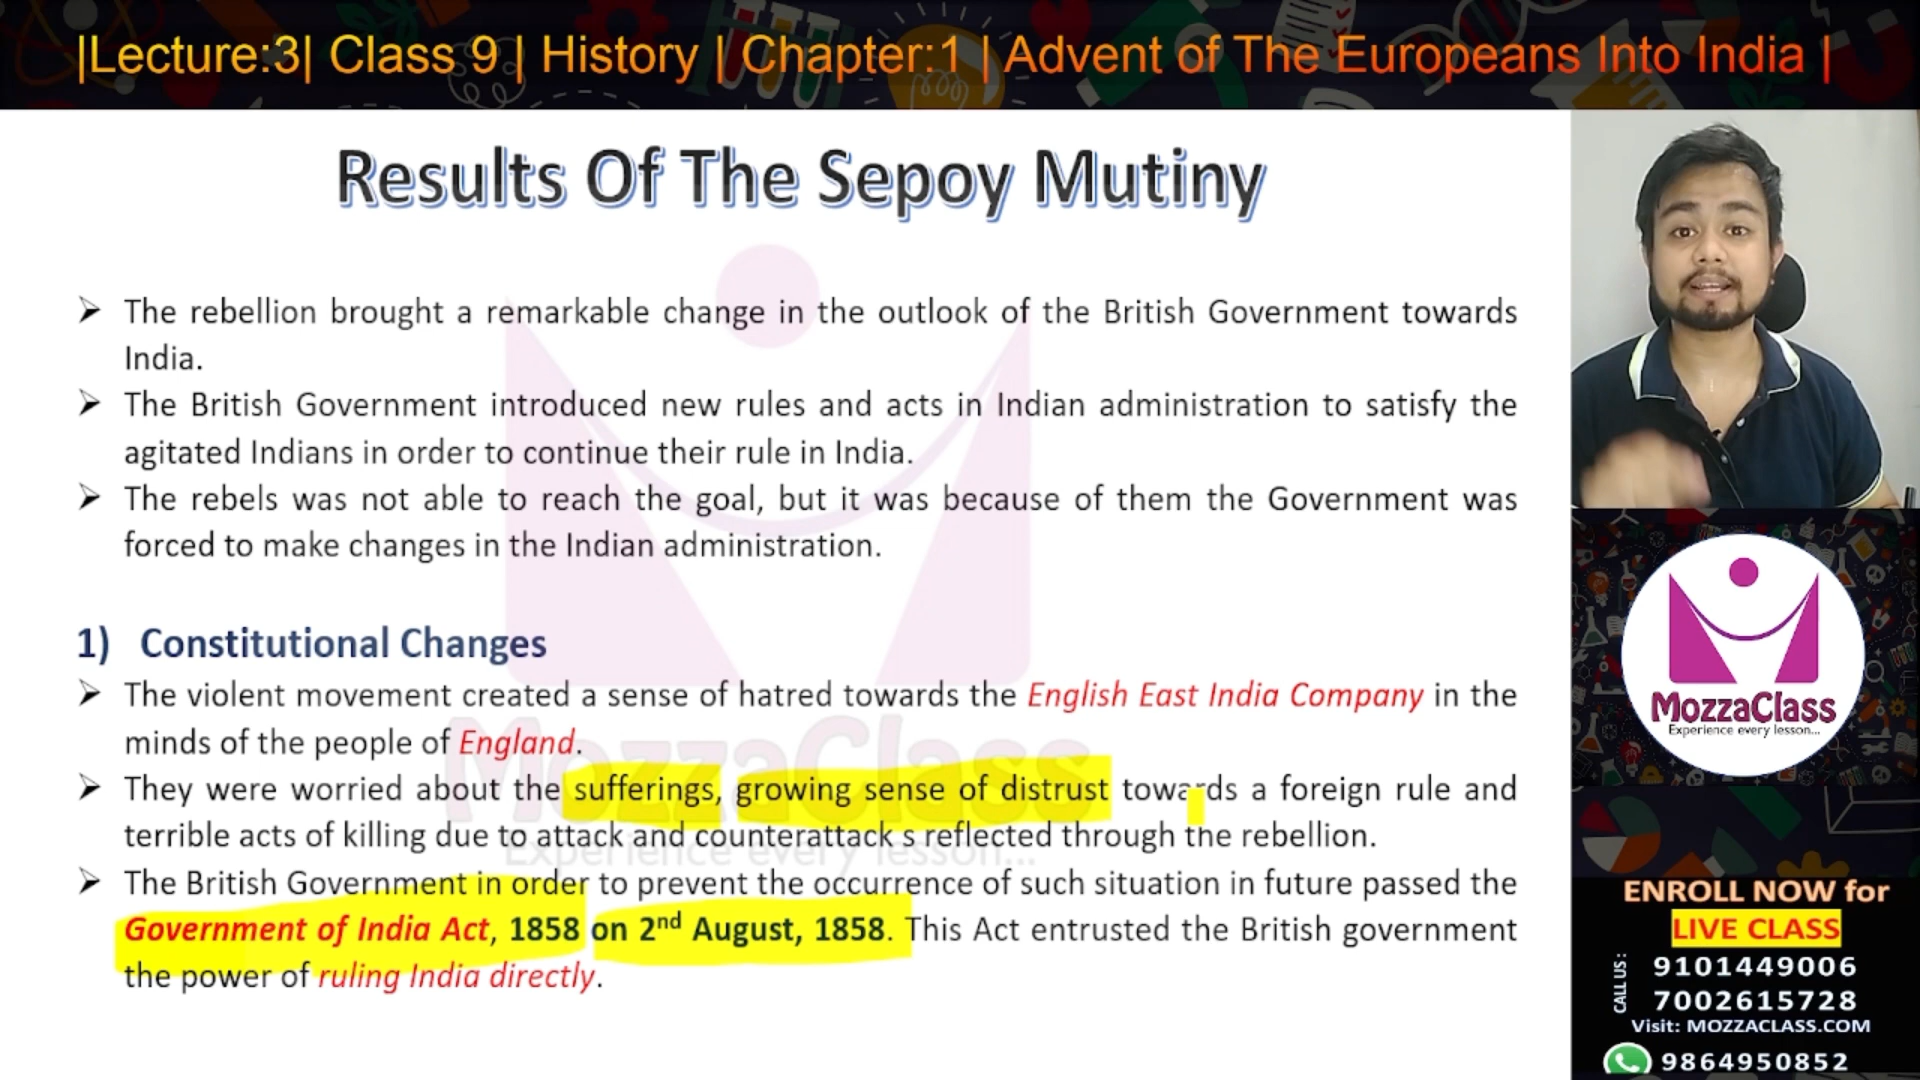 |Lecture:3| Class 9 | History | Chapter:1 | Advent of The Europeans Into India |
Results Of The Sepoy Mutiny
➢ The rebellion brought a remarkable change in the outlook of the British Government towards
India.
➢ The British Government introduced new rules and acts in Indian administration to satisfy the
agitated Indians in order to continue their rule in India.
➢ The rebels was not able to reach the goal, but it was because of them the Government was
forced to make changes in the Indian administration.
1) Constitutional Changes
➢ The violent movement created a sense of hatred towards the English East India Company in the
minds of the people of England.
➢ They were worried about the sufferings, growing sense of distrust towards a foreign rule and
terrible acts of killing due to attack and counterattack s reflected through the rebellion.
➢ The British Government in order to prevent the occurrence of such situation in future passed the
Government of India Act, 1858 on 2nd August, 1858. This Act entrusted the British government
the power of ruling India directly.
MozzaClass
Experience every lesson...
MozzaClass
Experience every lesson...
ENROLL NOW for
LIVE CLASS
CALL US :
9101449006
7002615728
Visit: MOZZACLASS.COM
9864950852